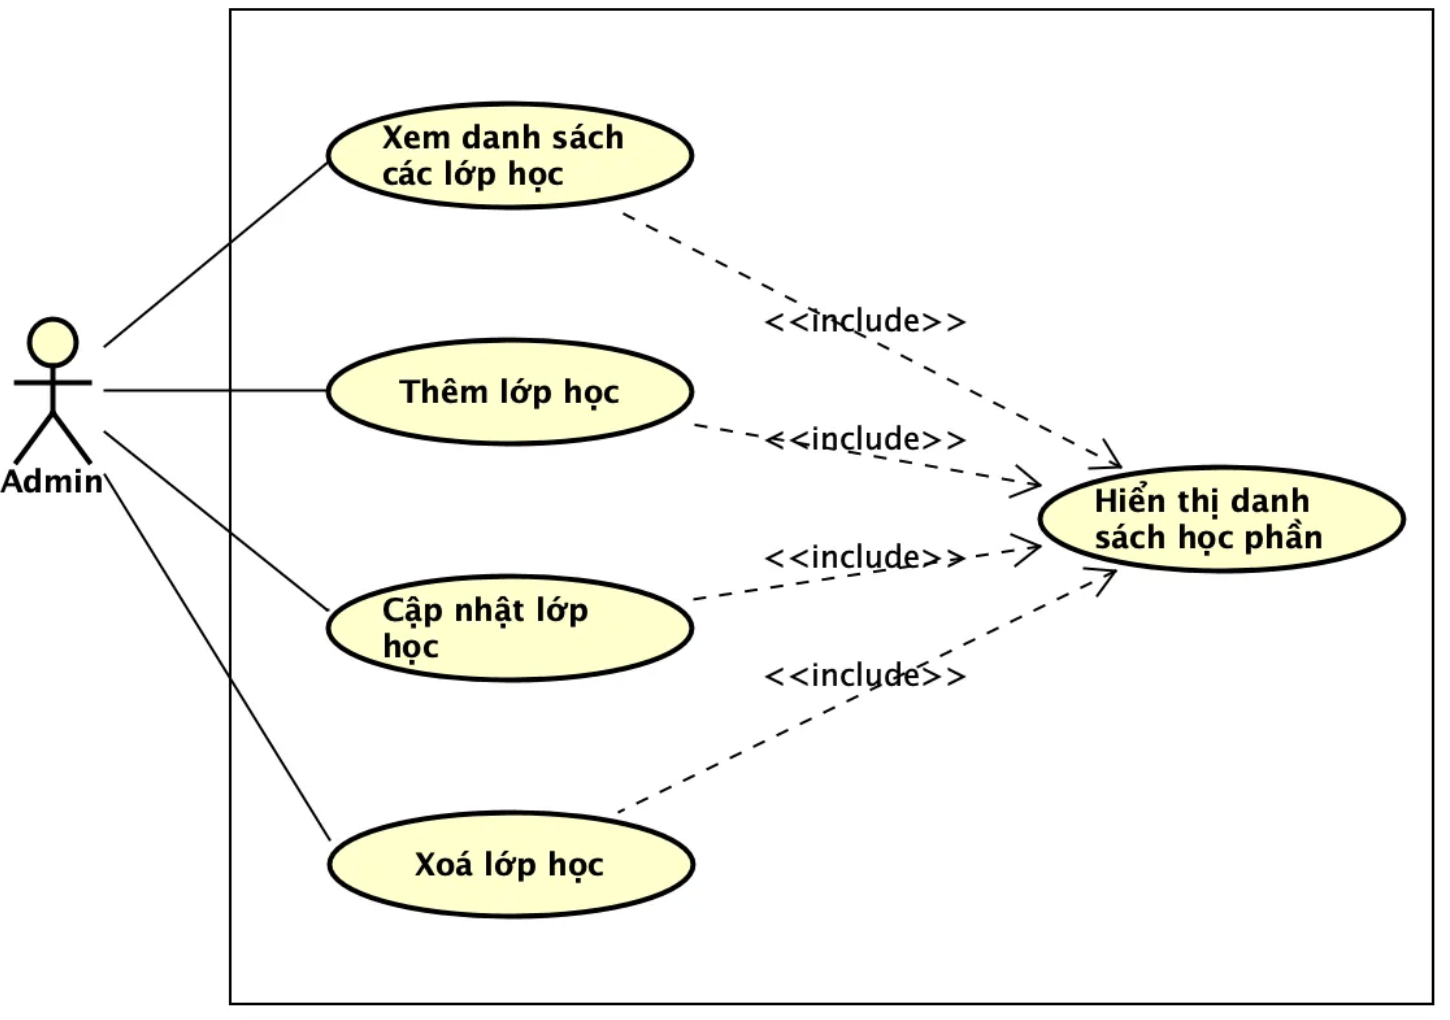 Xem danh sách
các lớp học
<<include>>
Thêm lớp học
<<include>>
Admin
Hiển thị danh
sách học phần
<<include>>
Cập nhật lớp
học
<<include>>
Xoá lớp học